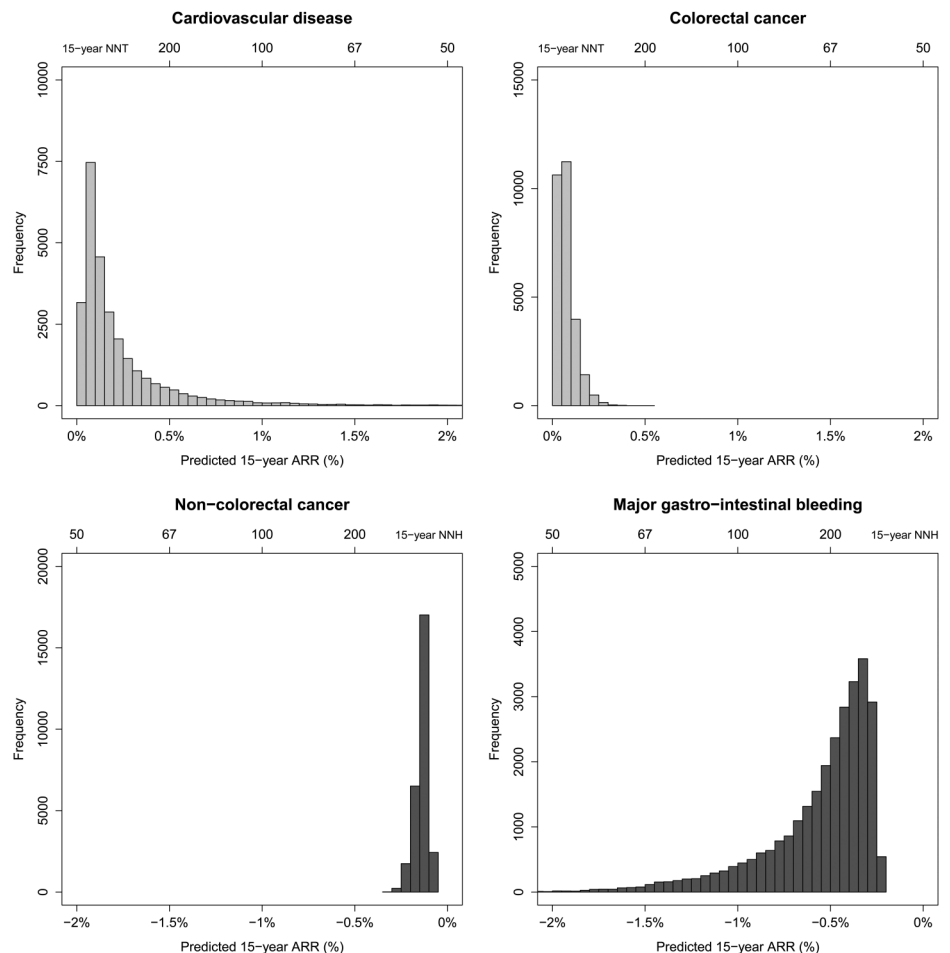 Cardiovascular disease
15-year NNT 200 100 67 50
Frequency
10000
7500
5000
2500
0
0% 0.5% 1% 1.5% 2%
Predicted 15-year ARR (%)
Colorectal cancer
15-year NNT 200 100 67 50
Frequency
15000
10000
5000
0
0% 0.5% 1% 1.5% 2%
Predicted 15-year ARR (%)
Non-colorectal cancer
50 67 100 200 15-year NNH
Frequency
20000
15000
10000
5000
0
-2% -1.5% -1% -0.5% 0%
Predicted 15-year ARR (%)
Major gastro-intestinal bleeding
50 67 100 200 15-year NNH
Frequency
5000
4000
3000
2000
1000
0
-2% -1.5% -1% -0.5% 0%
Predicted 15-year ARR (%)